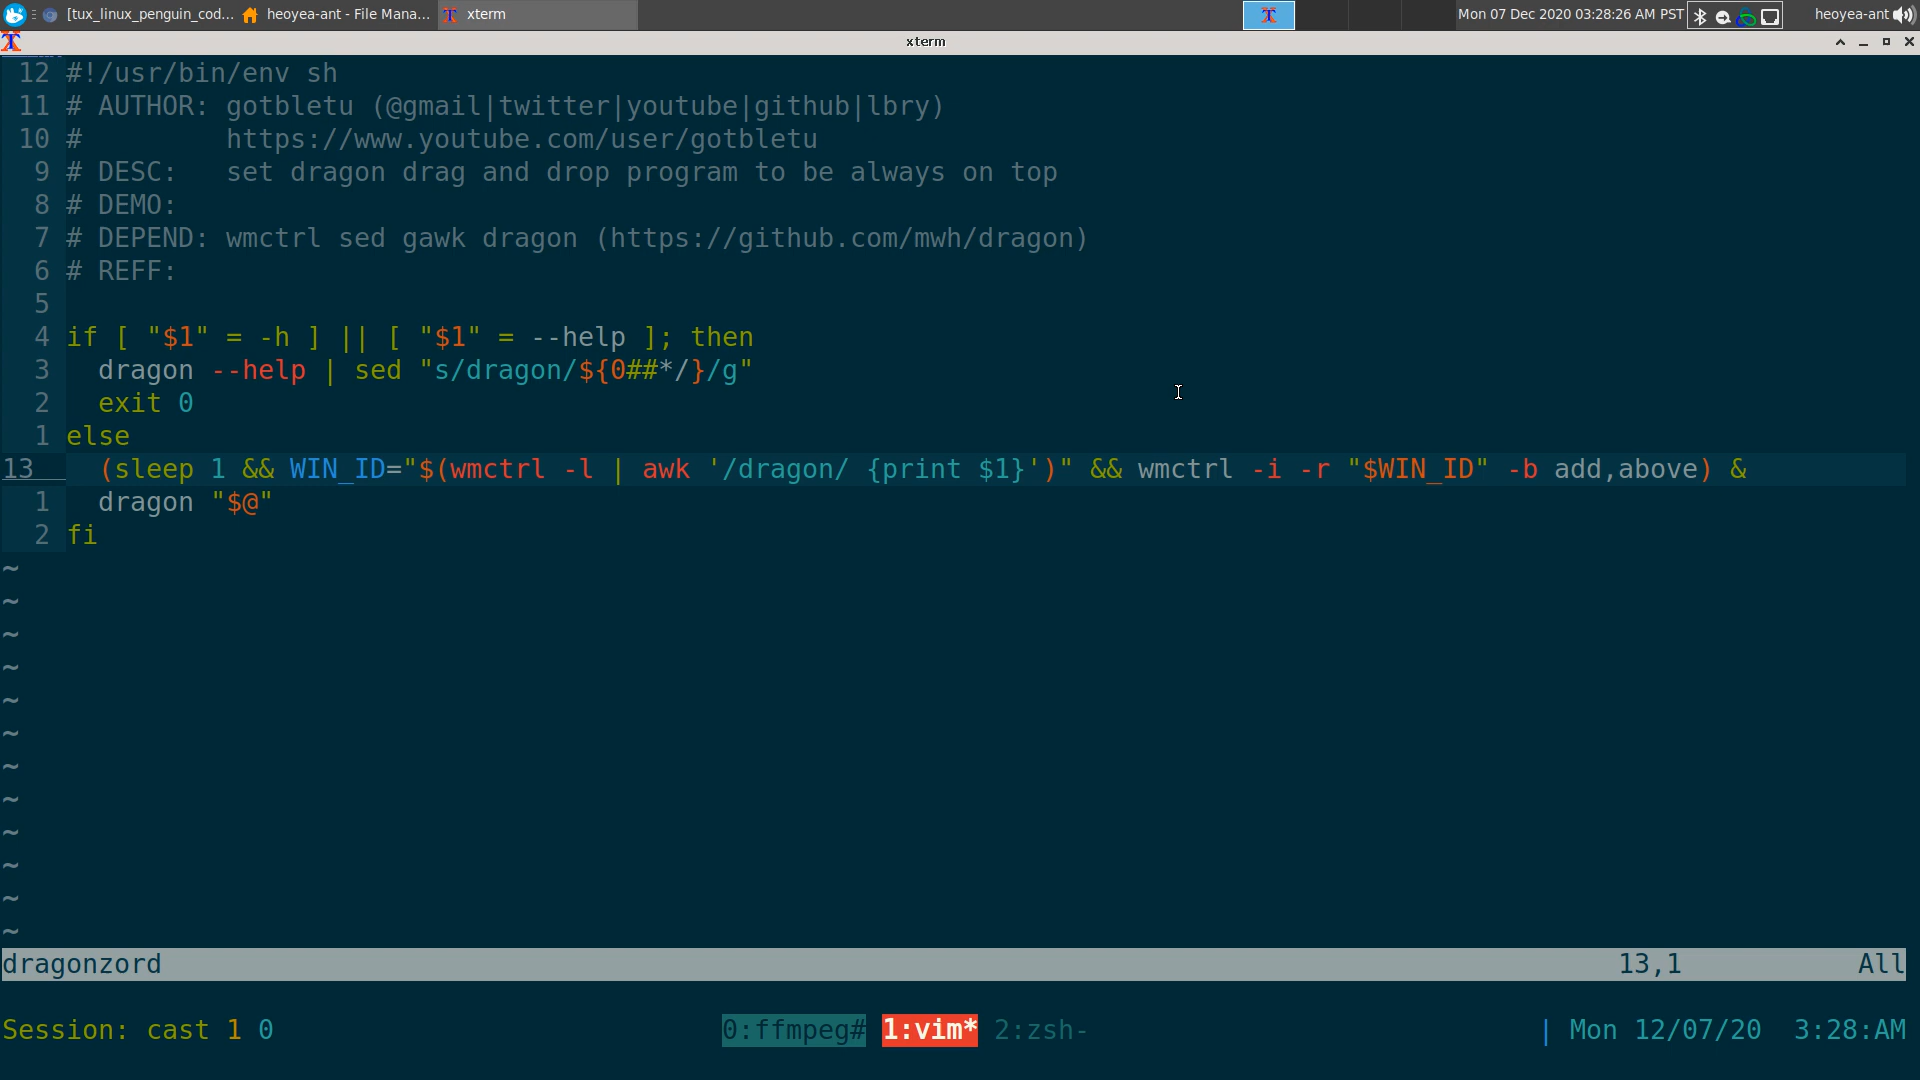 [tux_linux_penguin_cod... heoyea-ant - File Mana... xterm Mon 07 Dec 2020 03:28:26 AM PST heoyea-ant
xterm
12 #!/usr/bin/env sh
11 # AUTHOR: gotbletu (@gmail|twitter|youtube|github|lbry)
10 #         https://www.youtube.com/user/gotbletu
9 # DESC:   set dragon drag and drop program to be always on top
8 # DEMO:
7 # DEPEND: wmctrl sed gawk dragon (https://github.com/mwh/dragon)
6 # REFF:
5
4 if [ "$1" = -h ] || [ "$1" = --help ]; then
3   dragon --help | sed "s/dragon/${0##*/}/g"
2   exit 0
1 else
13   (sleep 1 && WIN_ID="$(wmctrl -l | awk '/dragon/ {print $1}')" && wmctrl -i -r "$WIN_ID" -b add,above) &
1   dragon "$@"
2 fi
~
~
~
~
~
~
~
~
~
~
~
~
dragonzord 13,1 All
Session: cast 1 0 0:ffmpeg# 1:vim* 2:zsh- | Mon 12/07/20 3:28:AM